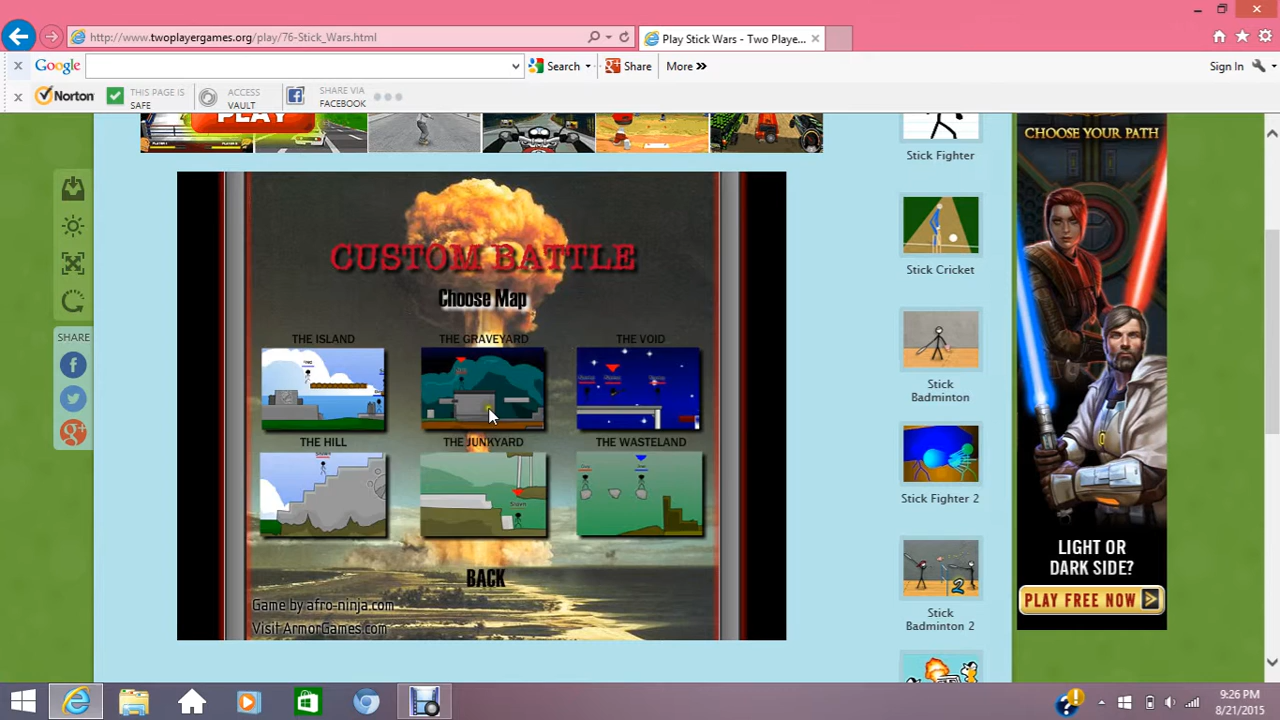 http://www.twoplayergames.org/play/76-Stick_Wars.html
Play Stick Wars - Two Playe...
Google
Search
Share
More
Sign In
Norton
THIS PAGE IS SAFE
ACCESS VAULT
SHARE VIA FACEBOOK
PLAY
SHARE
CUSTOM BATTLE
Choose Map
THE ISLAND
THE GRAVEYARD
THE VOID
THE HILL
THE JUNKYARD
THE WASTELAND
BACK
Game by afro-ninja.com
Visit ArmorGames.com
Stick Fighter
Stick Cricket
Stick Badminton
Stick Fighter 2
2
Stick Badminton 2
CHOOSE YOUR PATH
LIGHT OR
DARK SIDE?
PLAY FREE NOW
9:26 PM
8/21/2015